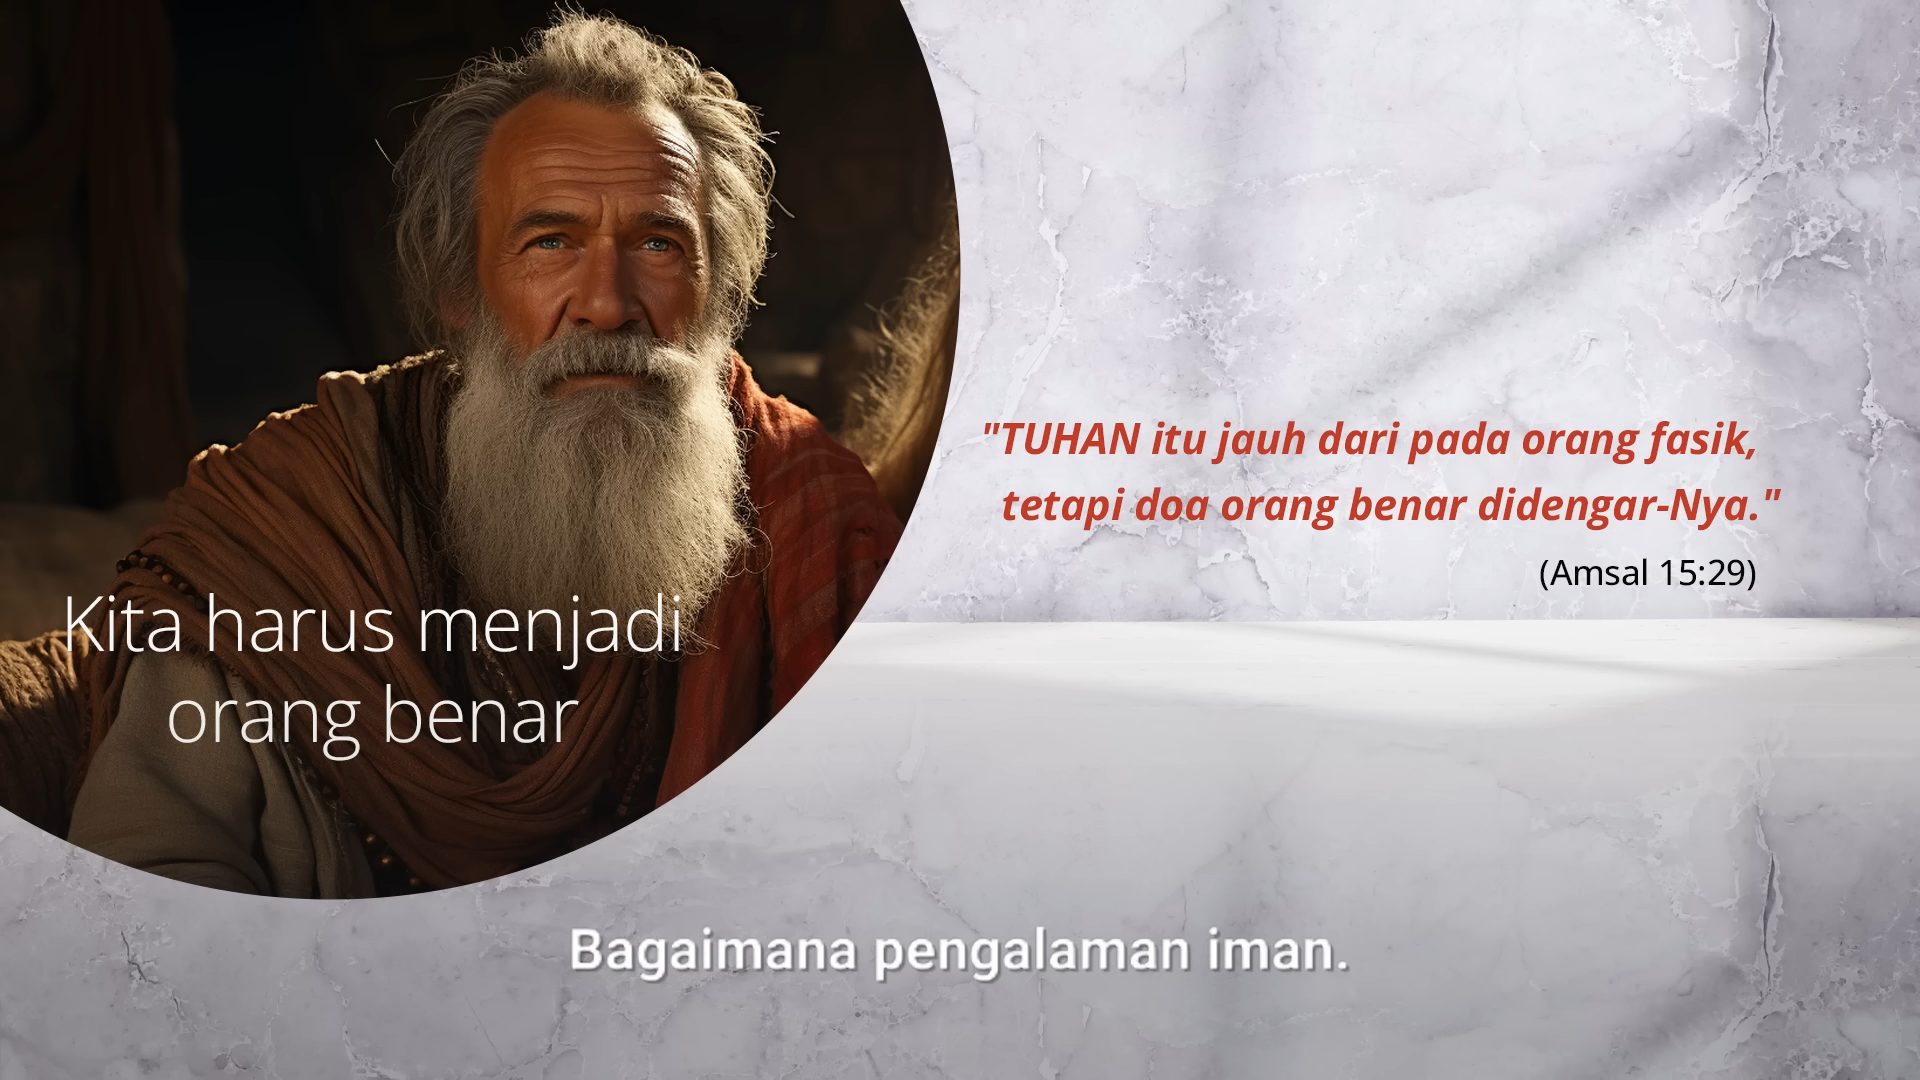 Kita harus menjadi
orang benar
"TUHAN itu jauh dari pada orang fasik,
tetapi doa orang benar didengar-Nya."
(Amsal 15:29)
Bagaimana pengalaman iman.